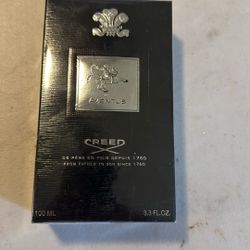 AVENTUS
CREED
DE PÈRE EN FILS DEPUIS 1760
FROM FATHER TO SON SINCE 1760
100 ML
3.3 FL.OZ.